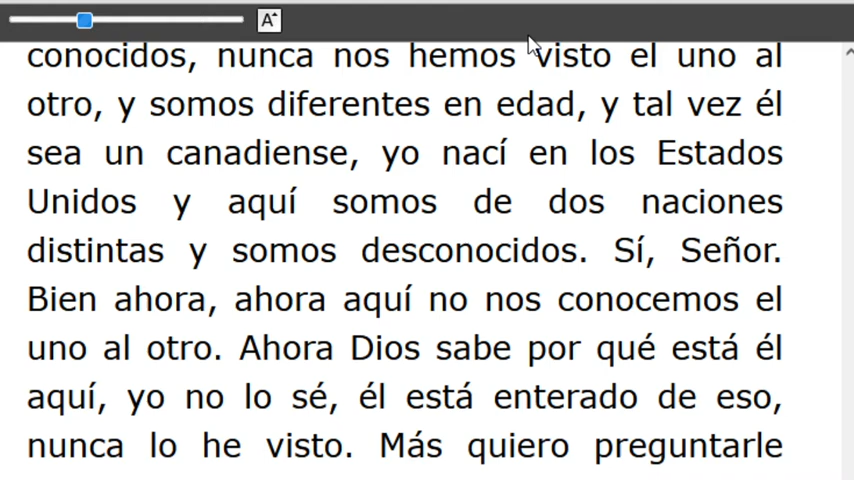 A
conocidos, nunca nos hemos visto el uno al
otro, y somos diferentes en edad, y tal vez él
sea un canadiense, yo nací en los Estados
Unidos y aquí somos de dos naciones
distintas y somos desconocidos. Sí, Señor.
Bien ahora, ahora aquí no nos conocemos el
uno al otro. Ahora Dios sabe por qué está él
aquí, yo no lo sé, él está enterado de eso,
nunca lo he visto. Más quiero preguntarle